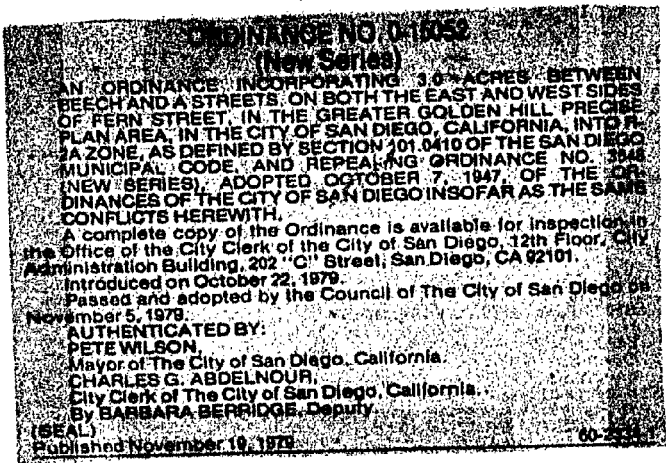 ORDINANCE NO. 0-15052
(New Series)
AN ORDINANCE INCORPORATING 3.0 ACRES BETWEEN
BEECH AND A STREETS, ON BOTH THE EAST AND WEST SIDES
OF FERN STREET, IN THE GREATER GOLDEN HILL PRECISE
PLAN AREA, IN THE CITY OF SAN DIEGO, CALIFORNIA, INTO R-
2A ZONE, AS DEFINED BY SECTION 101.0410 OF THE SAN DIEGO
MUNICIPAL CODE, AND REPEALING ORDINANCE NO.
(NEW SERIES), ADOPTED OCTOBER 7, 1947, OF THE OR-
DINANCES OF THE CITY OF SAN DIEGO INSOFAR AS THE SAME
CONFLICTS HEREWITH.
A complete copy of the Ordinance is available for inspection in
the Office of the City Clerk of the City of San Diego, 12th Floor, City
Administration Building, 202 "C" Street, San Diego, CA 92101.
Introduced on October 22, 1979.
Passed and adopted by the Council of The City of San Diego on
November 5, 1979.
AUTHENTICATED BY:
PETE WILSON,
Mayor of The City of San Diego, California.
CHARLES G. ABDELNOUR,
City Clerk of The City of San Diego, California.
By BARBARA BERRIDGE, Deputy.
(SEAL)
Published November 19, 1979